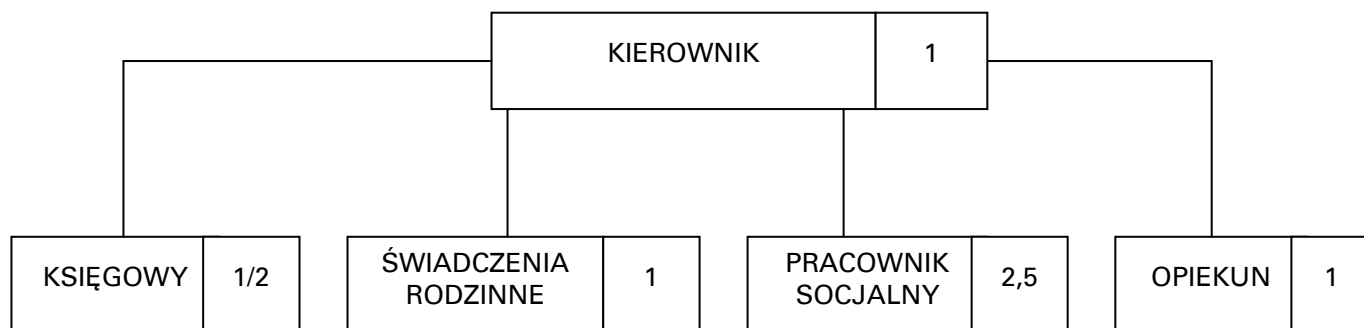 KIEROWNIK 1
KSIĘGOWY 1/2
ŚWIADCZENIA
RODZINNE 1
PRACOWNIK
SOCJALNY 2,5
OPIEKUN 1